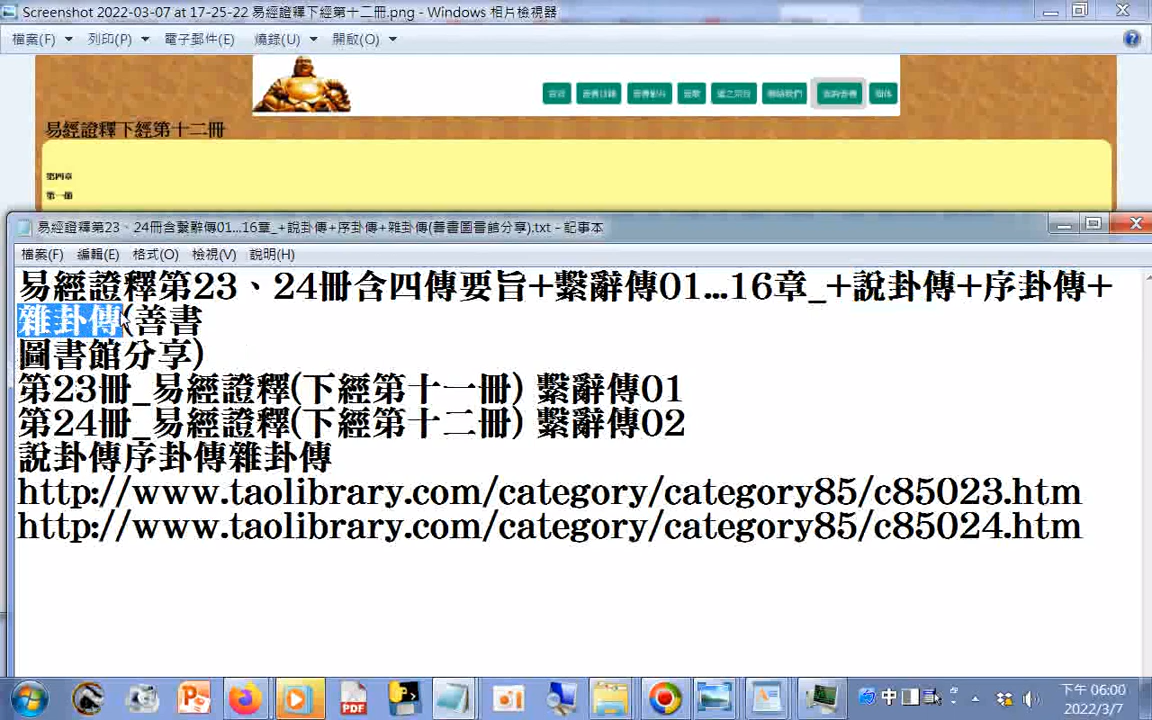 Screenshot 2022-03-07 at 17-25-22 易經證釋下經第十二冊.png - Windows 相片檢視器
檔案(F) 列印(P) 電子郵件(E) 燒錄(U) 開啟(O)
易經證釋下經第十二冊
第四章
第一節
易經證釋第23、24冊含繫辭傳01...16章_+說卦傳+序卦傳+雜卦傳(善書圖書館分享).txt - 記事本
檔案(F) 編輯(E) 格式(O) 檢視(V) 說明(H)
易經證釋第23、24冊含四傳要旨+繫辭傳01...16章_+說卦傳+序卦傳+
雜卦傳(善書
圖書館分享)
第23冊_易經證釋(下經第十一冊) 繫辭傳01
第24冊_易經證釋(下經第十二冊) 繫辭傳02
說卦傳序卦傳雜卦傳
http://www.taolibrary.com/category/category85/c85023.htm
http://www.taolibrary.com/category/category85/c85024.htm
PDF
中
下午 06:00
2022/3/7